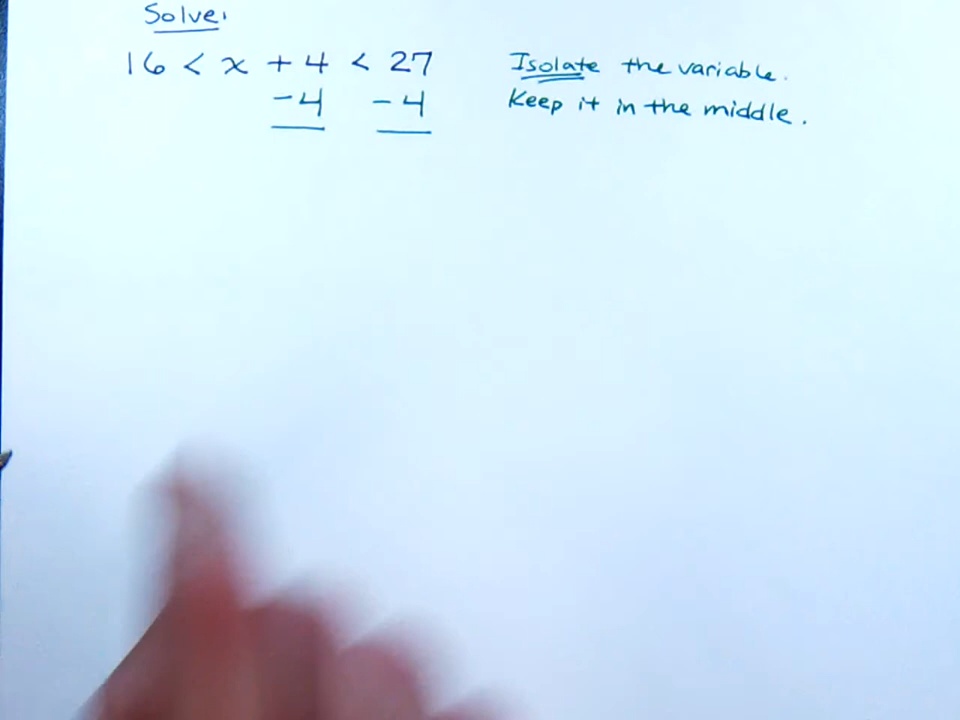 Solve:
16 < x + 4 < 27
-4 -4
Isolate the variable.
Keep it in the middle.